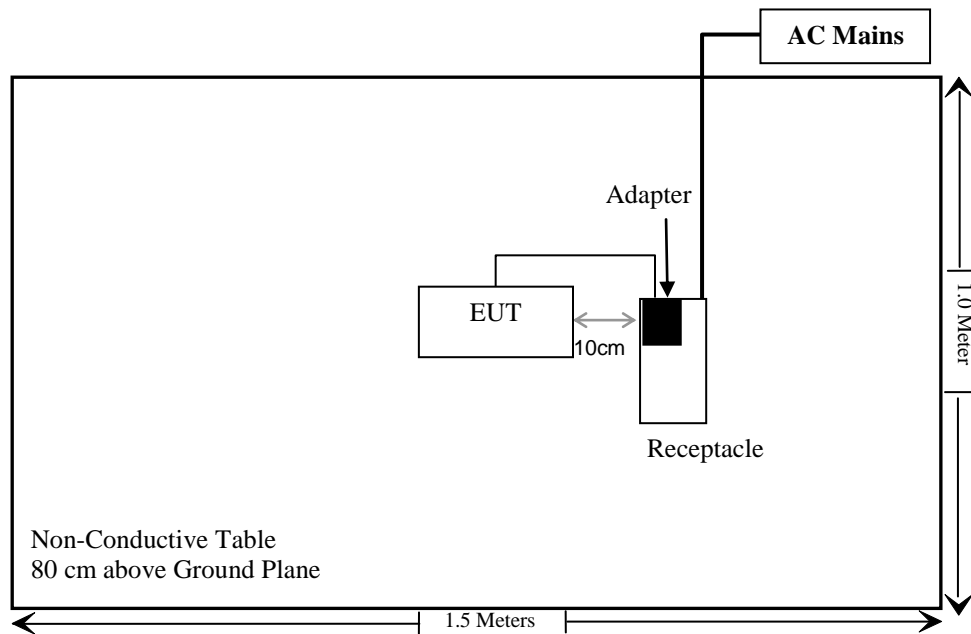 AC Mains
Adapter
EUT
10cm
1.0 Meter
Receptacle
Non-Conductive Table
80 cm above Ground Plane
1.5 Meters